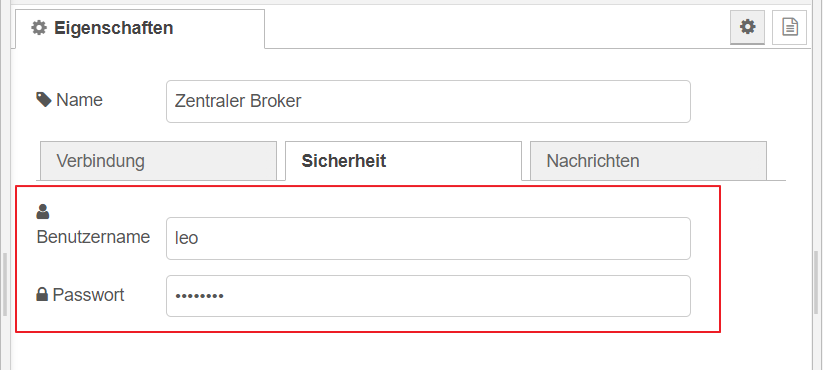 Eigenschaften
Name
Zentraler Broker
Verbindung
Sicherheit
Nachrichten
Benutzername
leo
Passwort
••••••••